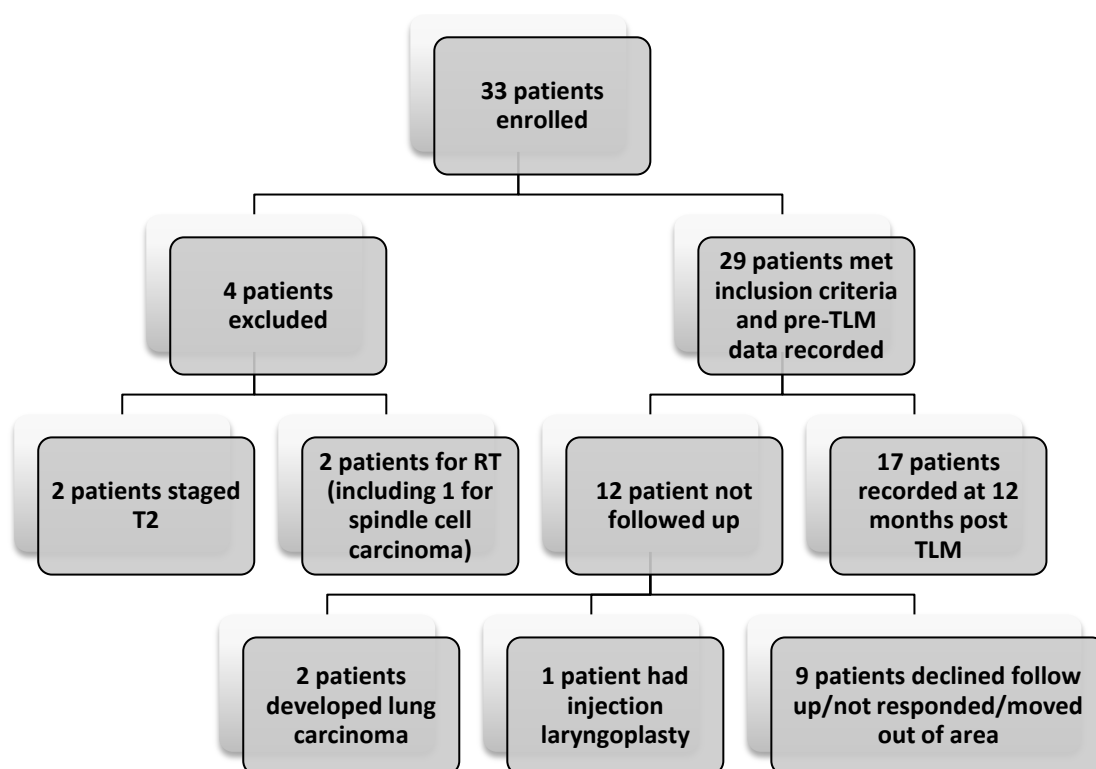 33 patients
enrolled
4 patients
excluded
29 patients met
inclusion criteria
and pre-TLM
data recorded
2 patients staged
T2
2 patients for RT
(including 1 for
spindle cell
carcinoma)
12 patient not
followed up
17 patients
recorded at 12
months post
TLM
2 patients
developed lung
carcinoma
1 patient had
injection
laryngoplasty
9 patients declined follow
up/not responded/moved
out of area